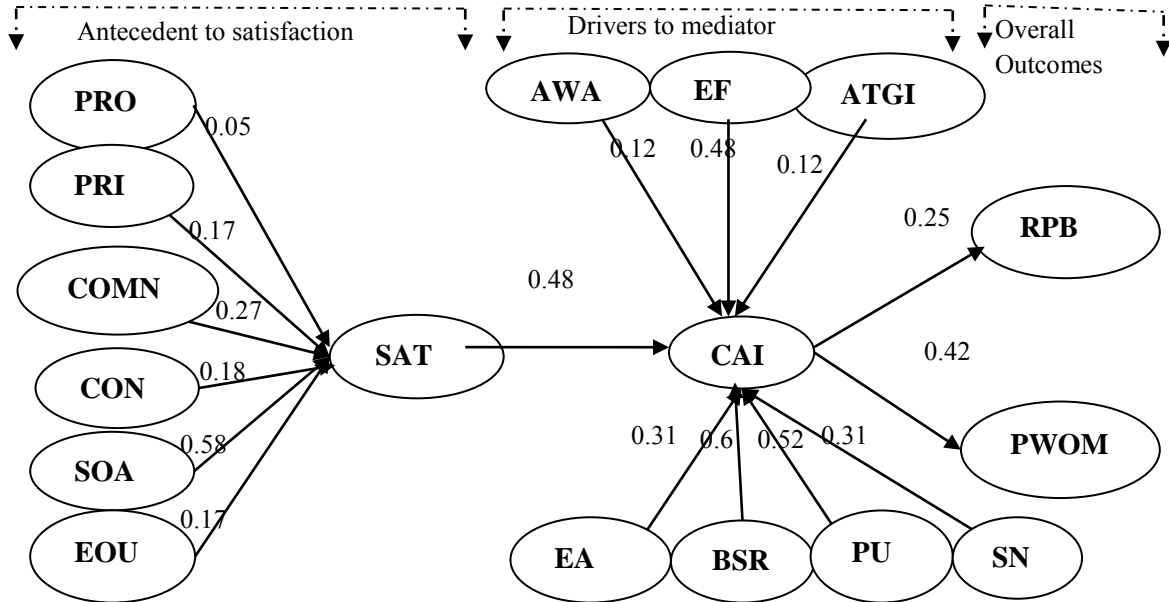 Antecedent to satisfaction
Drivers to mediator
Overall
Outcomes
PRO
0.05
PRI
0.17
COMN
0.27
CON
0.18
SOA
0.58
EOU
0.17
SAT
0.48
AWA
EF
ATGI
0.12
0.48
0.12
CAI
0.31
0.6
0.52
0.31
EA
BSR
PU
SN
0.25
RPB
0.42
PWOM